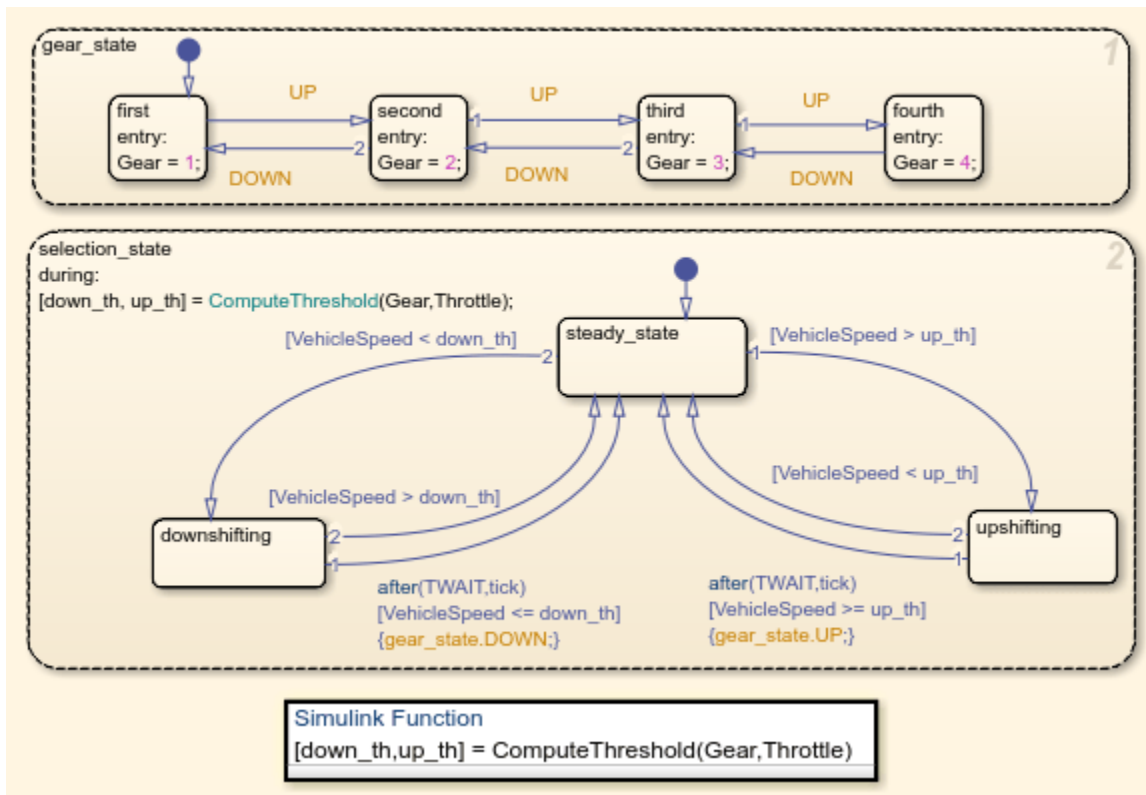 gear_state
1
UP
UP
UP
first
entry:
Gear = 1;
second
entry:
Gear = 2;
third
entry:
Gear = 3;
fourth
entry:
Gear = 4;
1
2
1
2
DOWN
DOWN
DOWN
selection_state
2
during:
[down_th, up_th] = ComputeThreshold(Gear,Throttle);
[VehicleSpeed < down_th]
2
steady_state
1
[VehicleSpeed > up_th]
[VehicleSpeed > down_th]
[VehicleSpeed < up_th]
downshifting
2
1
upshifting
2
1
after(TWAIT,tick)
[VehicleSpeed <= down_th]
{gear_state.DOWN;}
after(TWAIT,tick)
[VehicleSpeed >= up_th]
{gear_state.UP;}
Simulink Function
[down_th,up_th] = ComputeThreshold(Gear,Throttle)